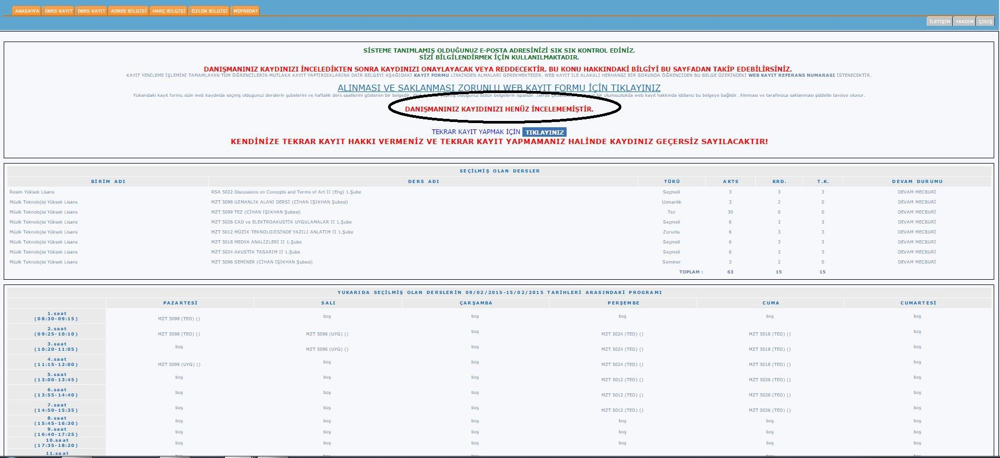 ANASAYFA DERS KAYIT DERS KAYIT ADRES BİLGİSİ HARÇ BİLGİSİ ÖZLÜK BİLGİSİ MÜFREDAT
İLETİŞİM YARDIM ÇIKIŞ
SİSTEME TANIMLAMIŞ OLDUĞUNUZ E-POSTA ADRESİNİZİ SIK SIK KONTROL EDİNİZ.
SİZİ BİLGİLENDİRMEK İÇİN KULLANILMAKTADIR.
DANIŞMANINIZ KAYDINIZI İNCELEDİKTEN SONRA KAYDINIZI ONAYLAYACAK VEYA REDDECEKTİR. BU KONU HAKKINDAKİ BİLGİYİ BU SAYFADAN TAKİP EDEBİLİRSİNİZ.
KAYIT YENİLEME İŞLEMİNİ TAMAMLAYAN TÜM ÖĞRENCİLERİN MUTLAKA KAYIT YAPTIRDIKLARINA DAİR BELGEYİ AŞAĞIDAKİ KAYIT FORMU LİNKİNDEN ALMALARI GEREKMEKTEDİR. WEB KAYIT İLE ALAKALI HERHANGİ BİR SORUNDA ÖĞRENCİDEN BU BELGE ÜZERİNDEKİ WEB KAYIT REFERANS NUMARASI İSTENECEKTİR.
ALINMASI VE SAKLANMASI ZORUNLU WEB KAYIT FORMU İÇİN TIKLAYINIZ
Yukarıdaki kayıt formu sizin web kaydında seçmiş oldugunuz derslerin şubelerini ve haftalık ders saatlerini gösteren bir belgedir. yapmış olduğunuz bütün belgelerin ispatıdır. İlerde bir olumsuzlukda web kayıt hakkında iddianız bu belgeye bağlıdır. Alınması ve tarafınızca saklanması şiddetle tavsiye olunur.
DANIŞMANINIZ KAYIDINIZI HENÜZ İNCELEMEMİŞTİR.
TEKRAR KAYIT YAPMAK İÇİN TIKLAYINIZ
KENDİNİZE TEKRAR KAYIT HAKKI VERMENİZ VE TEKRAR KAYIT YAPMAMANIZ HALİNDE KAYDINIZ GEÇERSİZ SAYILACAKTIR!
SEÇİLMİŞ OLAN DERSLER
BİRİM ADI DERS ADI TÜRÜ AKTS KRD. T.K. DEVAM DURUMU
Resim Yüksek Lisans RSA 5022 Discussions on Concepts and Terms of Art II (Eng) 1.Şube Seçmeli 3 3 3 DEVAM MECBURİ
Müzik Teknolojisi Yüksek Lisans MZT 5098 UZMANLIK ALANI DERSİ (CİHAN IŞIKHAN Şubesi) Uzmanlık 3 2 0 DEVAM MECBURİ
Müzik Teknolojisi Yüksek Lisans MZT 5099 TEZ (CİHAN IŞIKHAN Şubesi) Tez 30 0 0 DEVAM MECBURİ
Müzik Teknolojisi Yüksek Lisans MZT 5026 CAD ve ELEKTROAKUSTİK UYGULAMALAR II 1.Şube Seçmeli 6 3 3 DEVAM MECBURİ
Müzik Teknolojisi Yüksek Lisans MZT 5012 MÜZİK TEKNOLOJİSİNDE YAZILI ANLATIM II 1.Şube Zorunlu 6 3 3 DEVAM MECBURİ
Müzik Teknolojisi Yüksek Lisans MZT 5018 MEDYA ANALİZLERİ II 1.Şube Seçmeli 6 3 3 DEVAM MECBURİ
Müzik Teknolojisi Yüksek Lisans MZT 5024 AKUSTİK TASARIM II 1.Şube Seçmeli 6 3 3 DEVAM MECBURİ
Müzik Teknolojisi Yüksek Lisans MZT 5096 SEMİNER (CİHAN IŞIKHAN Şubesi) Seminer 3 2 0 DEVAM MECBURİ
TOPLAM : 63 15 15
YUKARIDA SEÇİLMİŞ OLAN DERSLERİN 09/02/2015-15/02/2015 TARİHLERİ ARASINDAKİ PROGRAMI
PAZARTESİ SALI ÇARŞAMBA PERŞEMBE CUMA CUMARTESİ
1.saat
(08:30-09:15) MZT 5098 (TEO) () boş boş boş boş boş
2.saat
(09:25-10:10) MZT 5098 (TEO) () MZT 5096 (UYG) () boş MZT 5024 (TEO) () MZT 5018 (TEO) () boş
3.saat
(10:20-11:05) boş MZT 5096 (UYG) () boş MZT 5024 (TEO) () MZT 5018 (TEO) () boş
4.saat
(11:15-12:00) MZT 5099 (UYG) () boş boş MZT 5024 (TEO) () MZT 5018 (TEO) () boş
5.saat
(13:00-13:45) boş boş boş MZT 5012 (TEO) () MZT 5026 (TEO) () boş
6.saat
(13:55-14:40) boş boş boş MZT 5012 (TEO) () MZT 5026 (TEO) () boş
7.saat
(14:50-15:35) boş boş boş MZT 5012 (TEO) () MZT 5026 (TEO) () boş
8.saat
(15:45-16:30) boş boş boş boş boş boş
9.saat
(16:40-17:25) boş boş boş boş boş boş
10.saat
(17:35-18:20) boş boş boş boş boş boş
11.saat